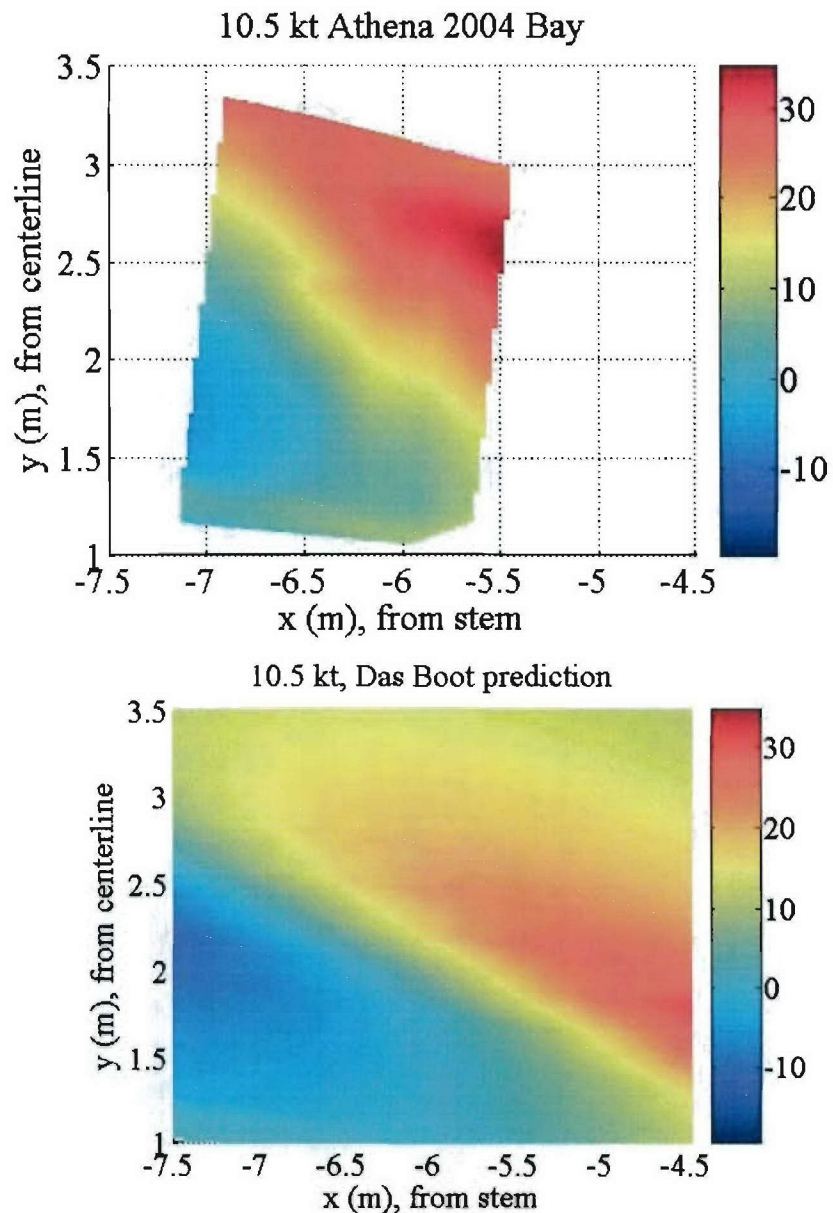 10.5 kt Athena 2004 Bay
3.5
3
2.5
2
1.5
1
y (m), from centerline
-7.5 -7 -6.5 -6 -5.5 -5 -4.5
x (m), from stem
30
20
10
0
-10
10.5 kt, Das Boot prediction
3.5
3
2.5
2
1.5
1
y (m), from centerline
-7.5 -7 -6.5 -6 -5.5 -5 -4.5
x (m), from stem
30
20
10
0
-10